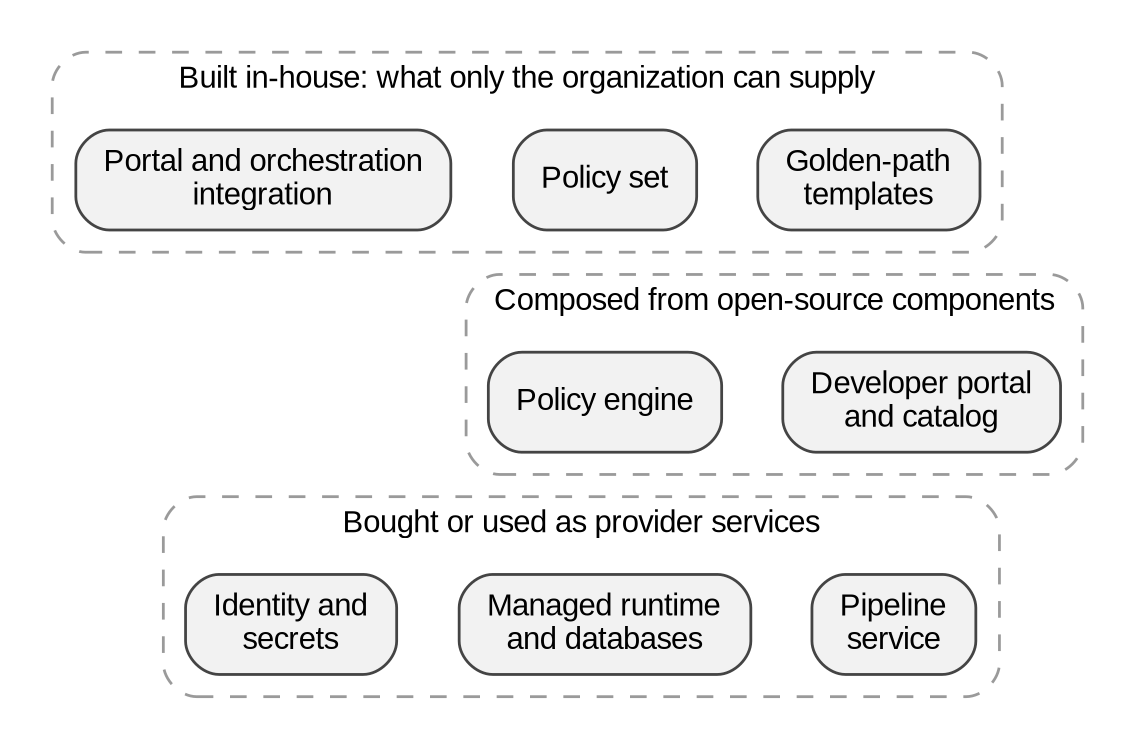 Built in-house: what only the organization can supply
Portal and orchestration
integration
Policy set
Golden-path
templates
Composed from open-source components
Policy engine
Developer portal
and catalog
Bought or used as provider services
Identity and
secrets
Managed runtime
and databases
Pipeline
service